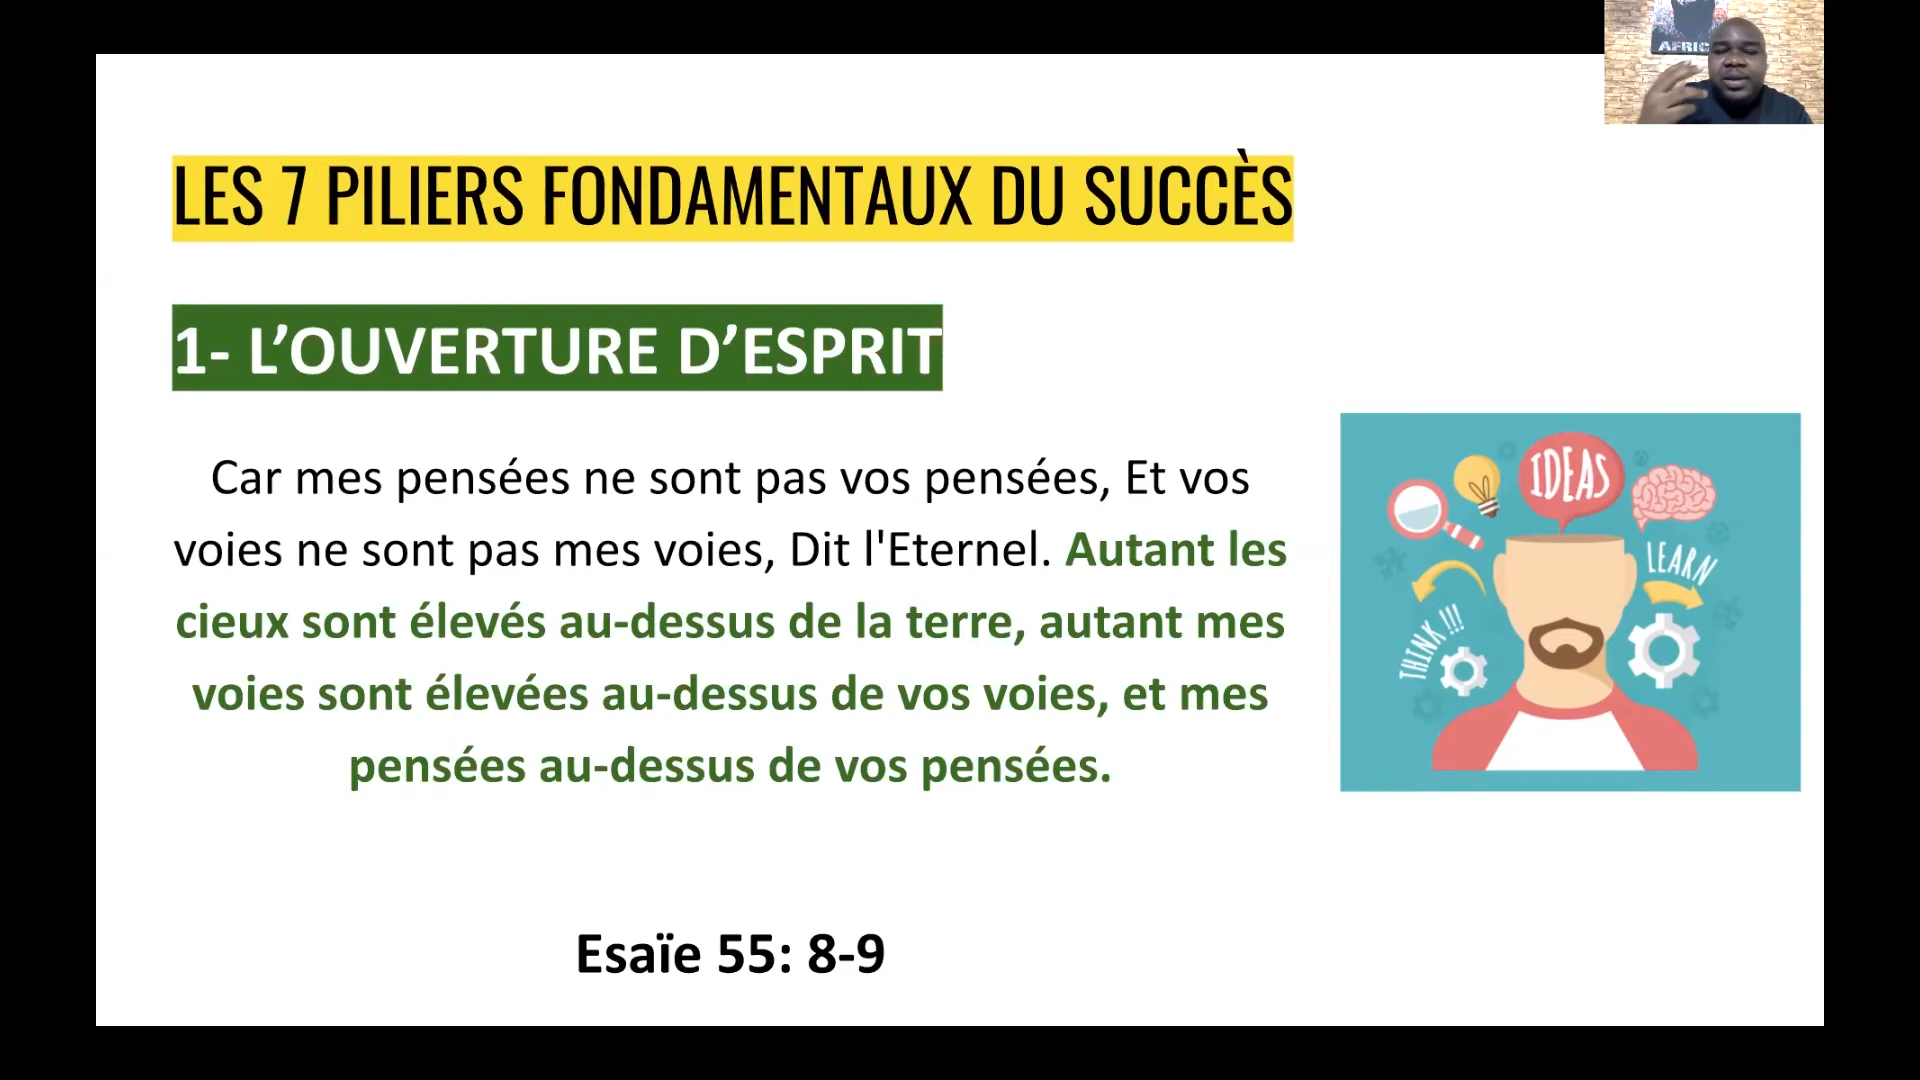 AFRIC
LES 7 PILIERS FONDAMENTAUX DU SUCCÈS
1- L’OUVERTURE D’ESPRIT
Car mes pensées ne sont pas vos pensées, Et vos
voies ne sont pas mes voies, Dit l'Eternel. Autant les
cieux sont élevés au-dessus de la terre, autant mes
voies sont élevées au-dessus de vos voies, et mes
pensées au-dessus de vos pensées.
IDEAS
LEARN
THINK !!!
Esaïe 55: 8-9